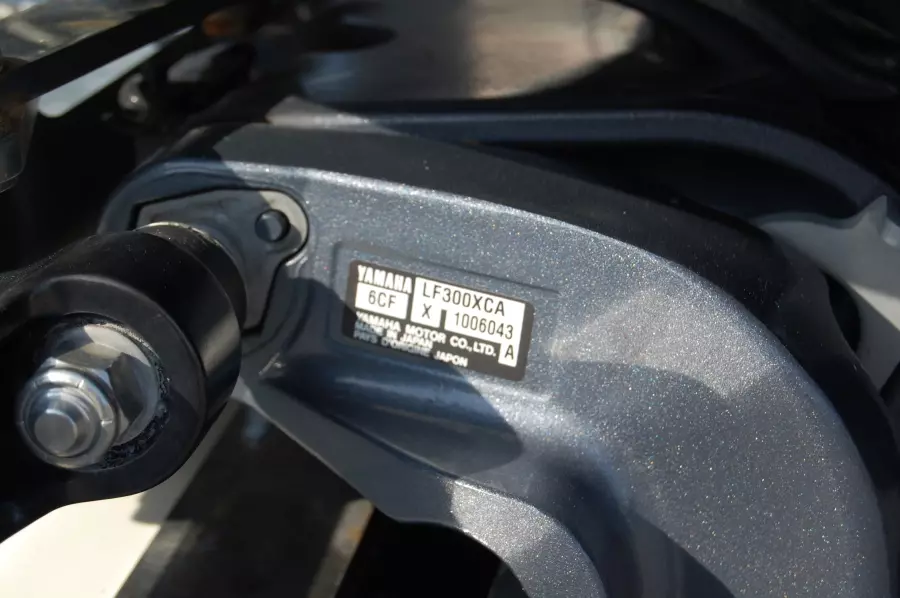 YAMAHA LF300XCA
6CF X 1006043
YAMAHA MOTOR CO.,LTD. A
MADE IN JAPAN
PAYS D'ORIGINE JAPON